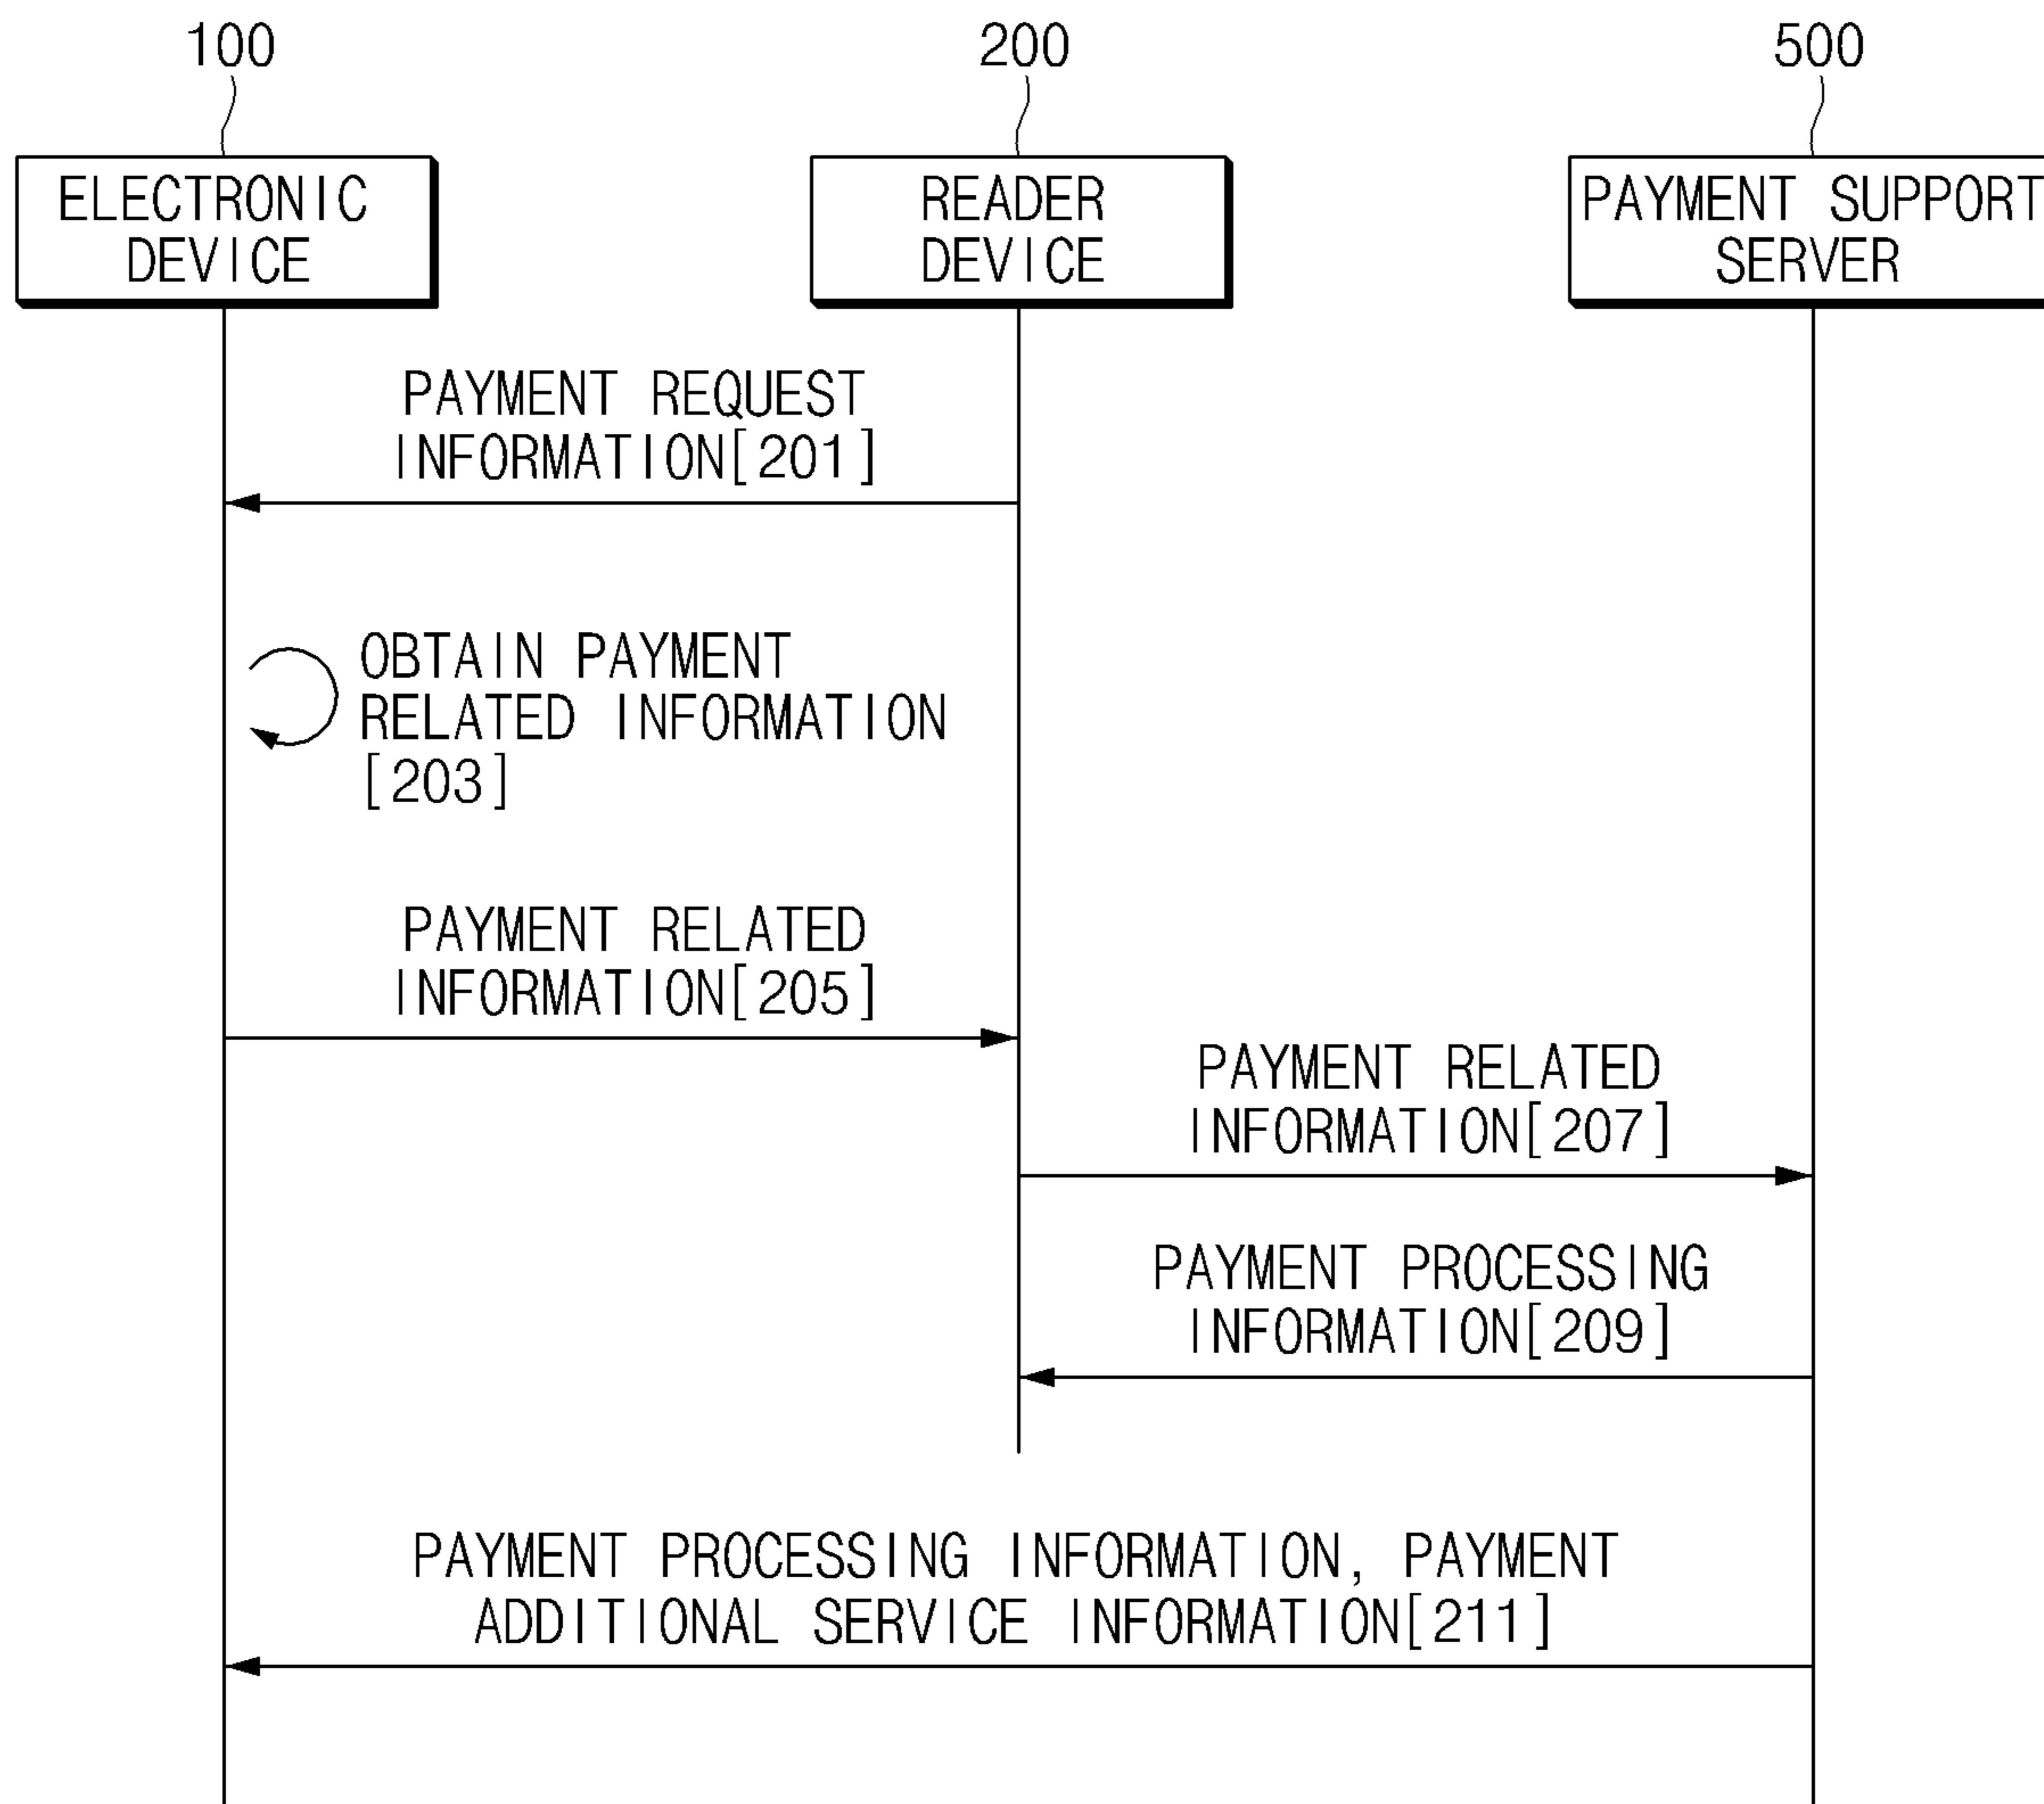 100
200
500
ELECTRONIC
DEVICE
READER
DEVICE
PAYMENT SUPPORT
SERVER
PAYMENT REQUEST
INFORMATION[201]
OBTAIN PAYMENT
RELATED INFORMATION
[203]
PAYMENT RELATED
INFORMATION[205]
PAYMENT RELATED
INFORMATION[207]
PAYMENT PROCESSING
INFORMATION[209]
PAYMENT PROCESSING INFORMATION, PAYMENT
ADDITIONAL SERVICE INFORMATION[211]